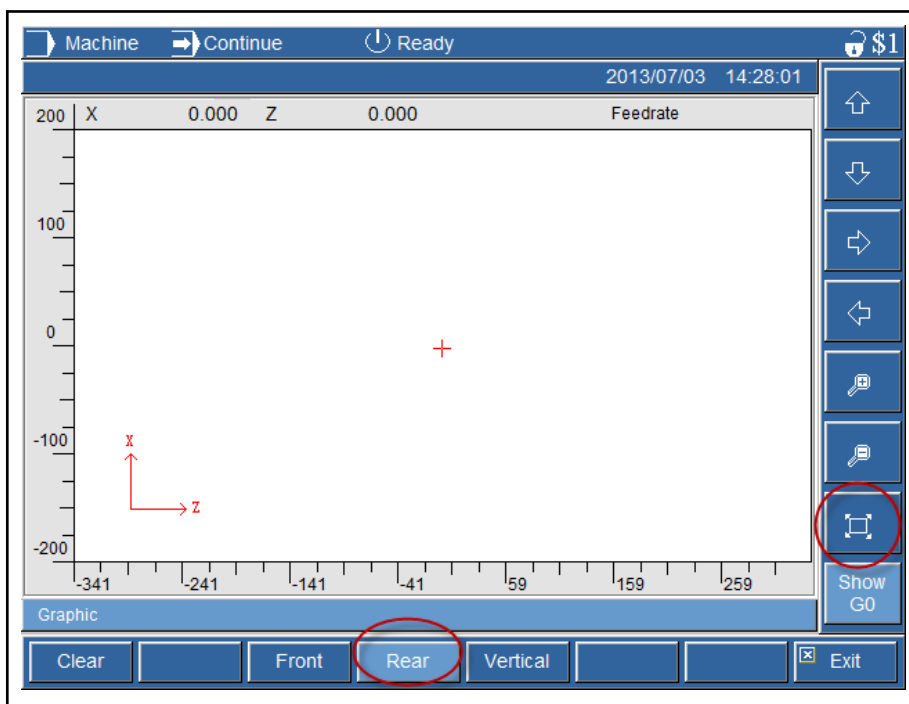 Machine Continue Ready $1
2013/07/03 14:28:01
200 X 0.000 Z 0.000 Feedrate
100
0
-100
X
Z
-200
-341 -241 -141 -41 59 159 259
Show
G0
Graphic
Clear Front Rear Vertical Exit